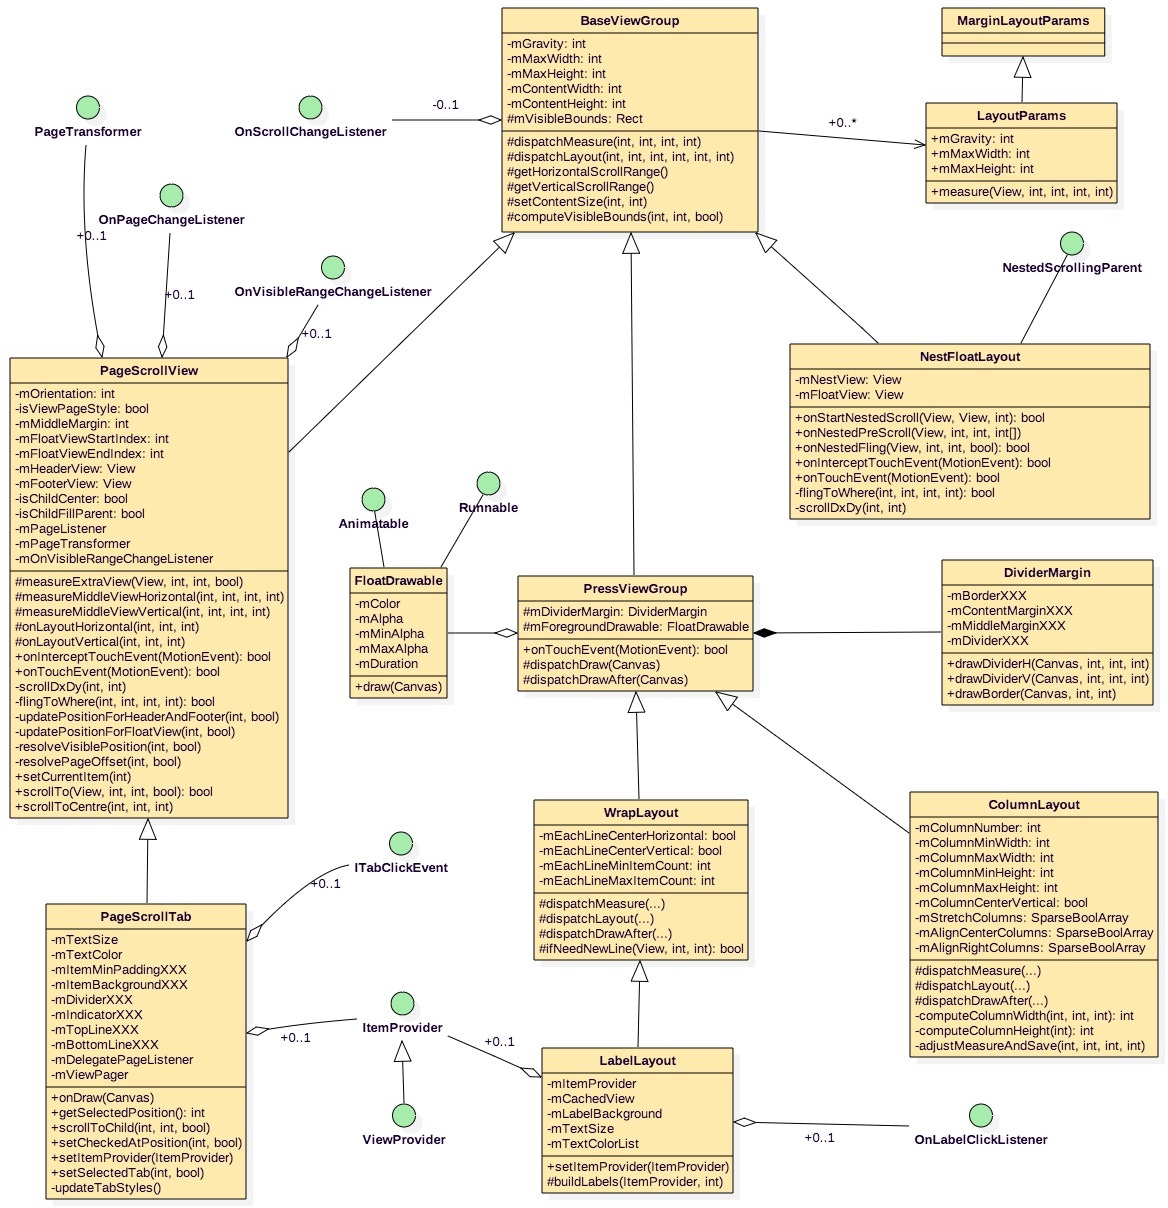 BaseViewGroup
-mGravity: int
-mMaxWidth: int
-mMaxHeight: int
-mContentWidth: int
-mContentHeight: int
#mVisibleBounds: Rect
#dispatchMeasure(int, int, int, int)
#dispatchLayout(int, int, int, int, int, int)
#getHorizontalScrollRange()
#getVerticalScrollRange()
#setContentSize(int, int)
#computeVisibleBounds(int, int, bool)
MarginLayoutParams
LayoutParams
+mGravity: int
+mMaxWidth: int
+mMaxHeight: int
+measure(View, int, int, int, int)
+0..*
-0..1
PageTransformer
OnScrollChangeListener
OnPageChangeListener
+0..1
OnVisibleRangeChangeListener
+0..1
+0..1
NestedScrollingParent
PageScrollView
-mOrientation: int
-isViewPageStyle: bool
-mMiddleMargin: int
-mFloatViewStartIndex: int
-mFloatViewEndIndex: int
-mHeaderView: View
-mFooterView: View
-isChildCenter: bool
-isChildFillParent: bool
-mPageListener
-mPageTransformer
-mOnVisibleRangeChangeListener
#measureExtraView(View, int, int, bool)
#measureMiddleViewHorizontal(int, int, int, int)
#measureMiddleViewVertical(int, int, int, int)
#onLayoutHorizontal(int, int, int)
#onLayoutVertical(int, int, int)
+onInterceptTouchEvent(MotionEvent): bool
+onTouchEvent(MotionEvent): bool
-scrollDxDy(int, int)
-flingToWhere(int, int, int, int): bool
-updatePositionForHeaderAndFooter(int, bool)
-updatePositionForFloatView(int, bool)
-resolveVisiblePosition(int, bool)
-resolvePageOffset(int, bool)
+setCurrentItem(int)
+scrollTo(View, int, int, bool): bool
+scrollToCentre(int, int, int)
NestFloatLayout
-mNestView: View
-mFloatView: View
+onStartNestedScroll(View, View, int): bool
+onNestedPreScroll(View, int, int, int[])
+onNestedFling(View, int, int, bool): bool
+onInterceptTouchEvent(MotionEvent): bool
+onTouchEvent(MotionEvent): bool
-flingToWhere(int, int, int, int): bool
-scrollDxDy(int, int)
Animatable
Runnable
FloatDrawable
-mColor
-mAlpha
-mMinAlpha
-mMaxAlpha
-mDuration
+draw(Canvas)
PressViewGroup
#mDividerMargin: DividerMargin
#mForegroundDrawable: FloatDrawable
+onTouchEvent(MotionEvent): bool
#dispatchDraw(Canvas)
#dispatchDrawAfter(Canvas)
DividerMargin
-mBorderXXX
-mContentMarginXXX
-mMiddleMarginXXX
-mDividerXXX
+drawDividerH(Canvas, int, int, int)
+drawDividerV(Canvas, int, int, int)
+drawBorder(Canvas, int, int)
WrapLayout
-mEachLineCenterHorizontal: bool
-mEachLineCenterVertical: bool
-mEachLineMinItemCount: int
-mEachLineMaxItemCount: int
#dispatchMeasure(...)
#dispatchLayout(...)
#dispatchDrawAfter(...)
#ifNeedNewLine(View, int, int): bool
ColumnLayout
-mColumnNumber: int
-mColumnMinWidth: int
-mColumnMaxWidth: int
-mColumnMinHeight: int
-mColumnMaxHeight: int
-mColumnCenterVertical: bool
-mStretchColumns: SparseBoolArray
-mAlignCenterColumns: SparseBoolArray
-mAlignRightColumns: SparseBoolArray
#dispatchMeasure(...)
#dispatchLayout(...)
#dispatchDrawAfter(...)
-computeColumnWidth(int, int, int): int
-computeColumnHeight(int): int
-adjustMeasureAndSave(int, int, int, int)
ITabClickEvent
+0..1
PageScrollTab
-mTextSize
-mTextColor
-mItemMinPaddingXXX
-mItemBackgroundXXX
-mDividerXXX
-mIndicatorXXX
-mTopLineXXX
-mBottomLineXXX
-mDelegatePageListener
-mViewPager
+onDraw(Canvas)
+getSelectedPosition(): int
+scrollToChild(int, int, bool)
+setCheckedAtPosition(int, bool)
+setItemProvider(ItemProvider)
+setSelectedTab(int, bool)
-updateTabStyles()
ItemProvider
+0..1
+0..1
ViewProvider
LabelLayout
-mItemProvider
-mCachedView
-mLabelBackground
-mTextSize
-mTextColorList
+setItemProvider(ItemProvider)
#buildLabels(ItemProvider, int)
+0..1
OnLabelClickListener